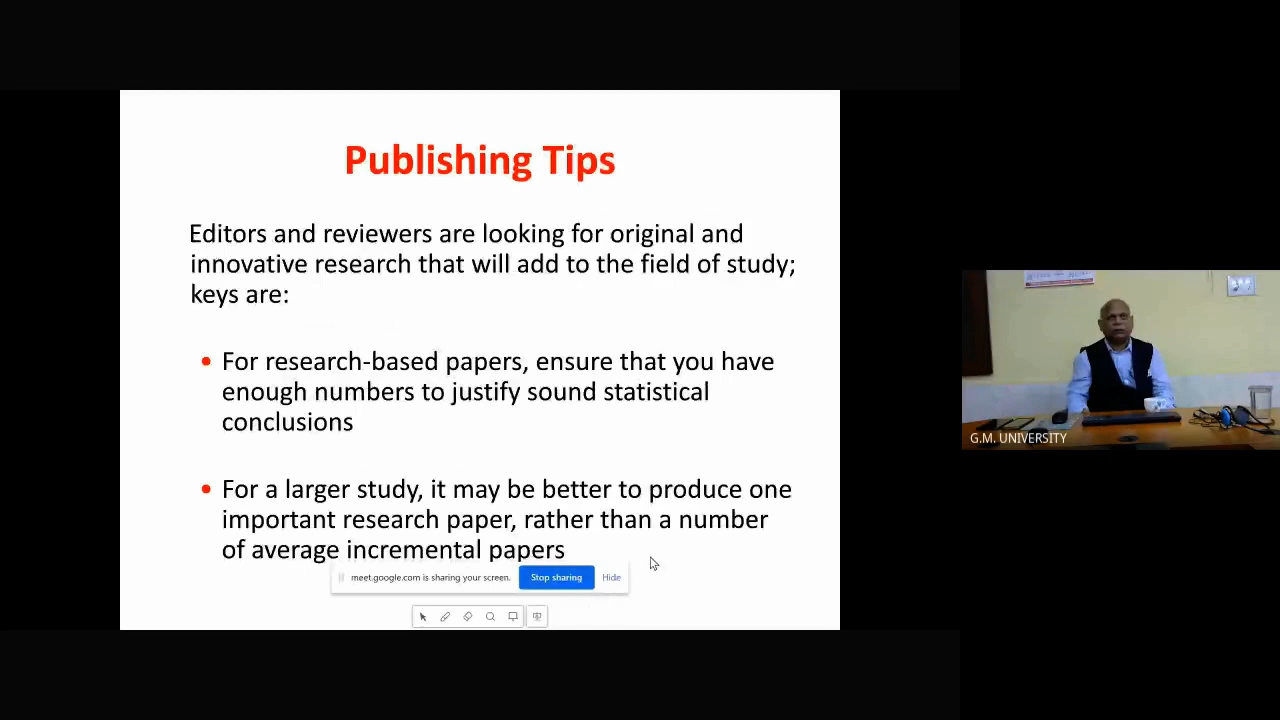 Publishing Tips
Editors and reviewers are looking for original and
innovative research that will add to the field of study;
keys are:
• For research-based papers, ensure that you have
enough numbers to justify sound statistical
conclusions
• For a larger study, it may be better to produce one
important research paper, rather than a number
of average incremental papers
meet.google.com is sharing your screen.
Stop sharing
Hide
G.M. UNIVERSITY